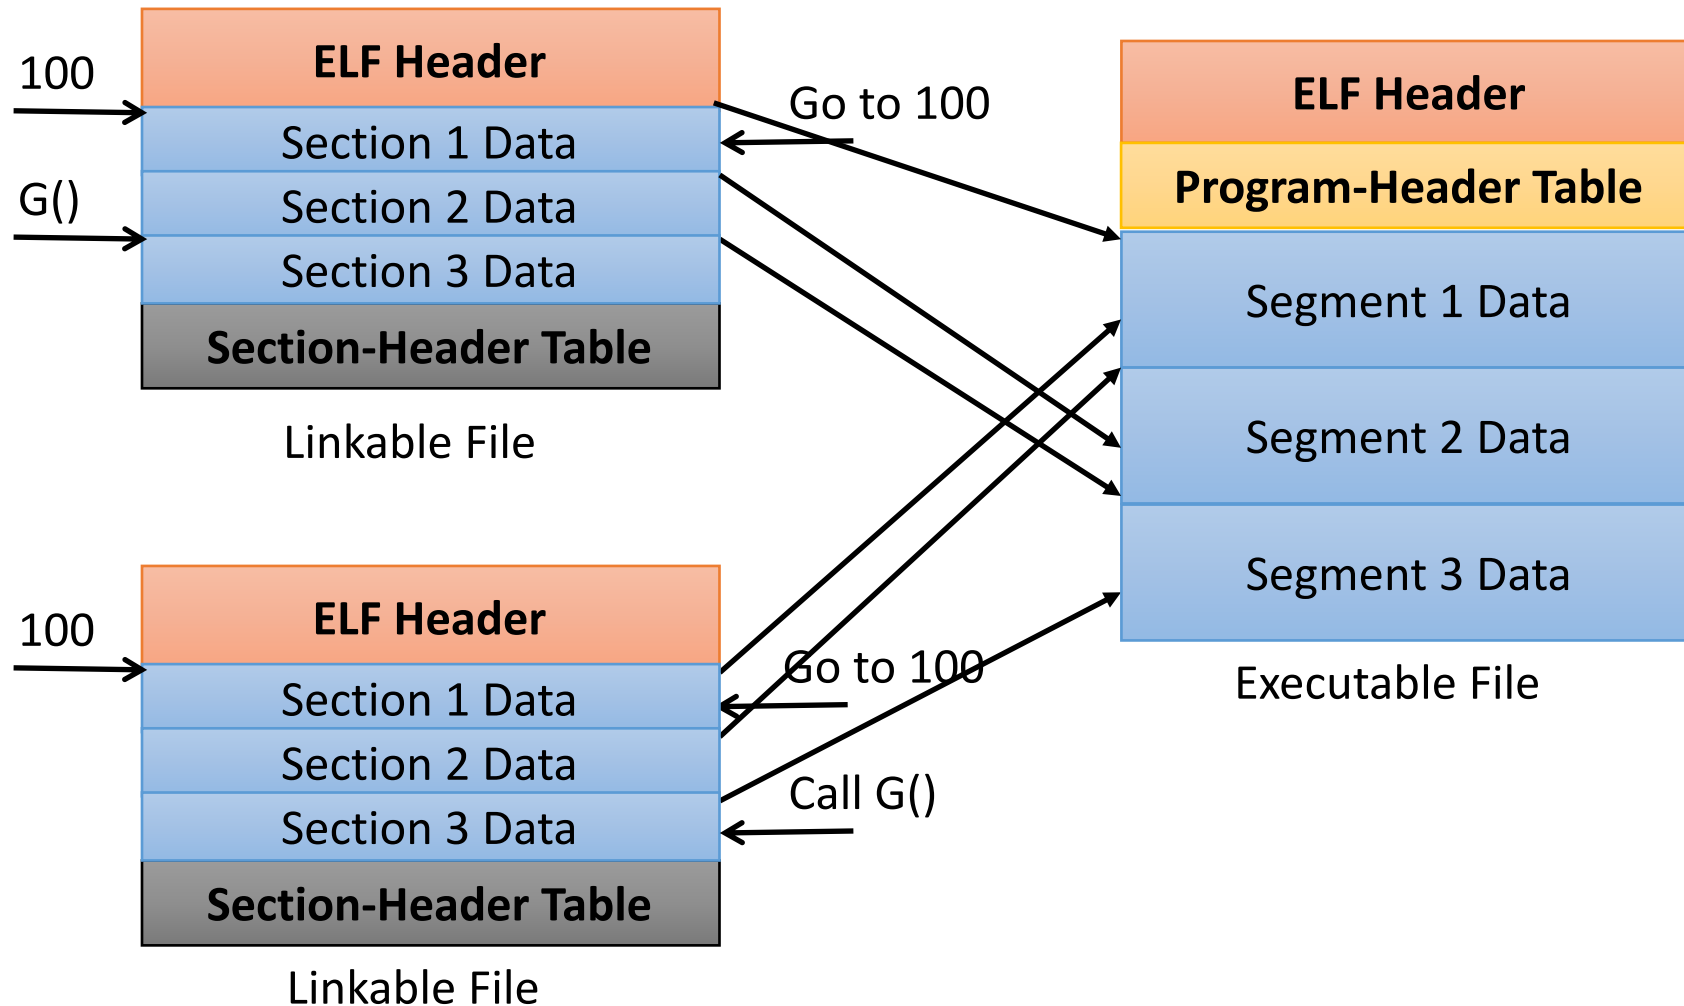 100
ELF Header
Section 1 Data
Go to 100
G()
Section 2 Data
Section 3 Data
Section-Header Table
Linkable File
100
ELF Header
Section 1 Data
Go to 100
Section 2 Data
Section 3 Data
Call G()
Section-Header Table
Linkable File
ELF Header
Program-Header Table
Segment 1 Data
Segment 2 Data
Segment 3 Data
Executable File